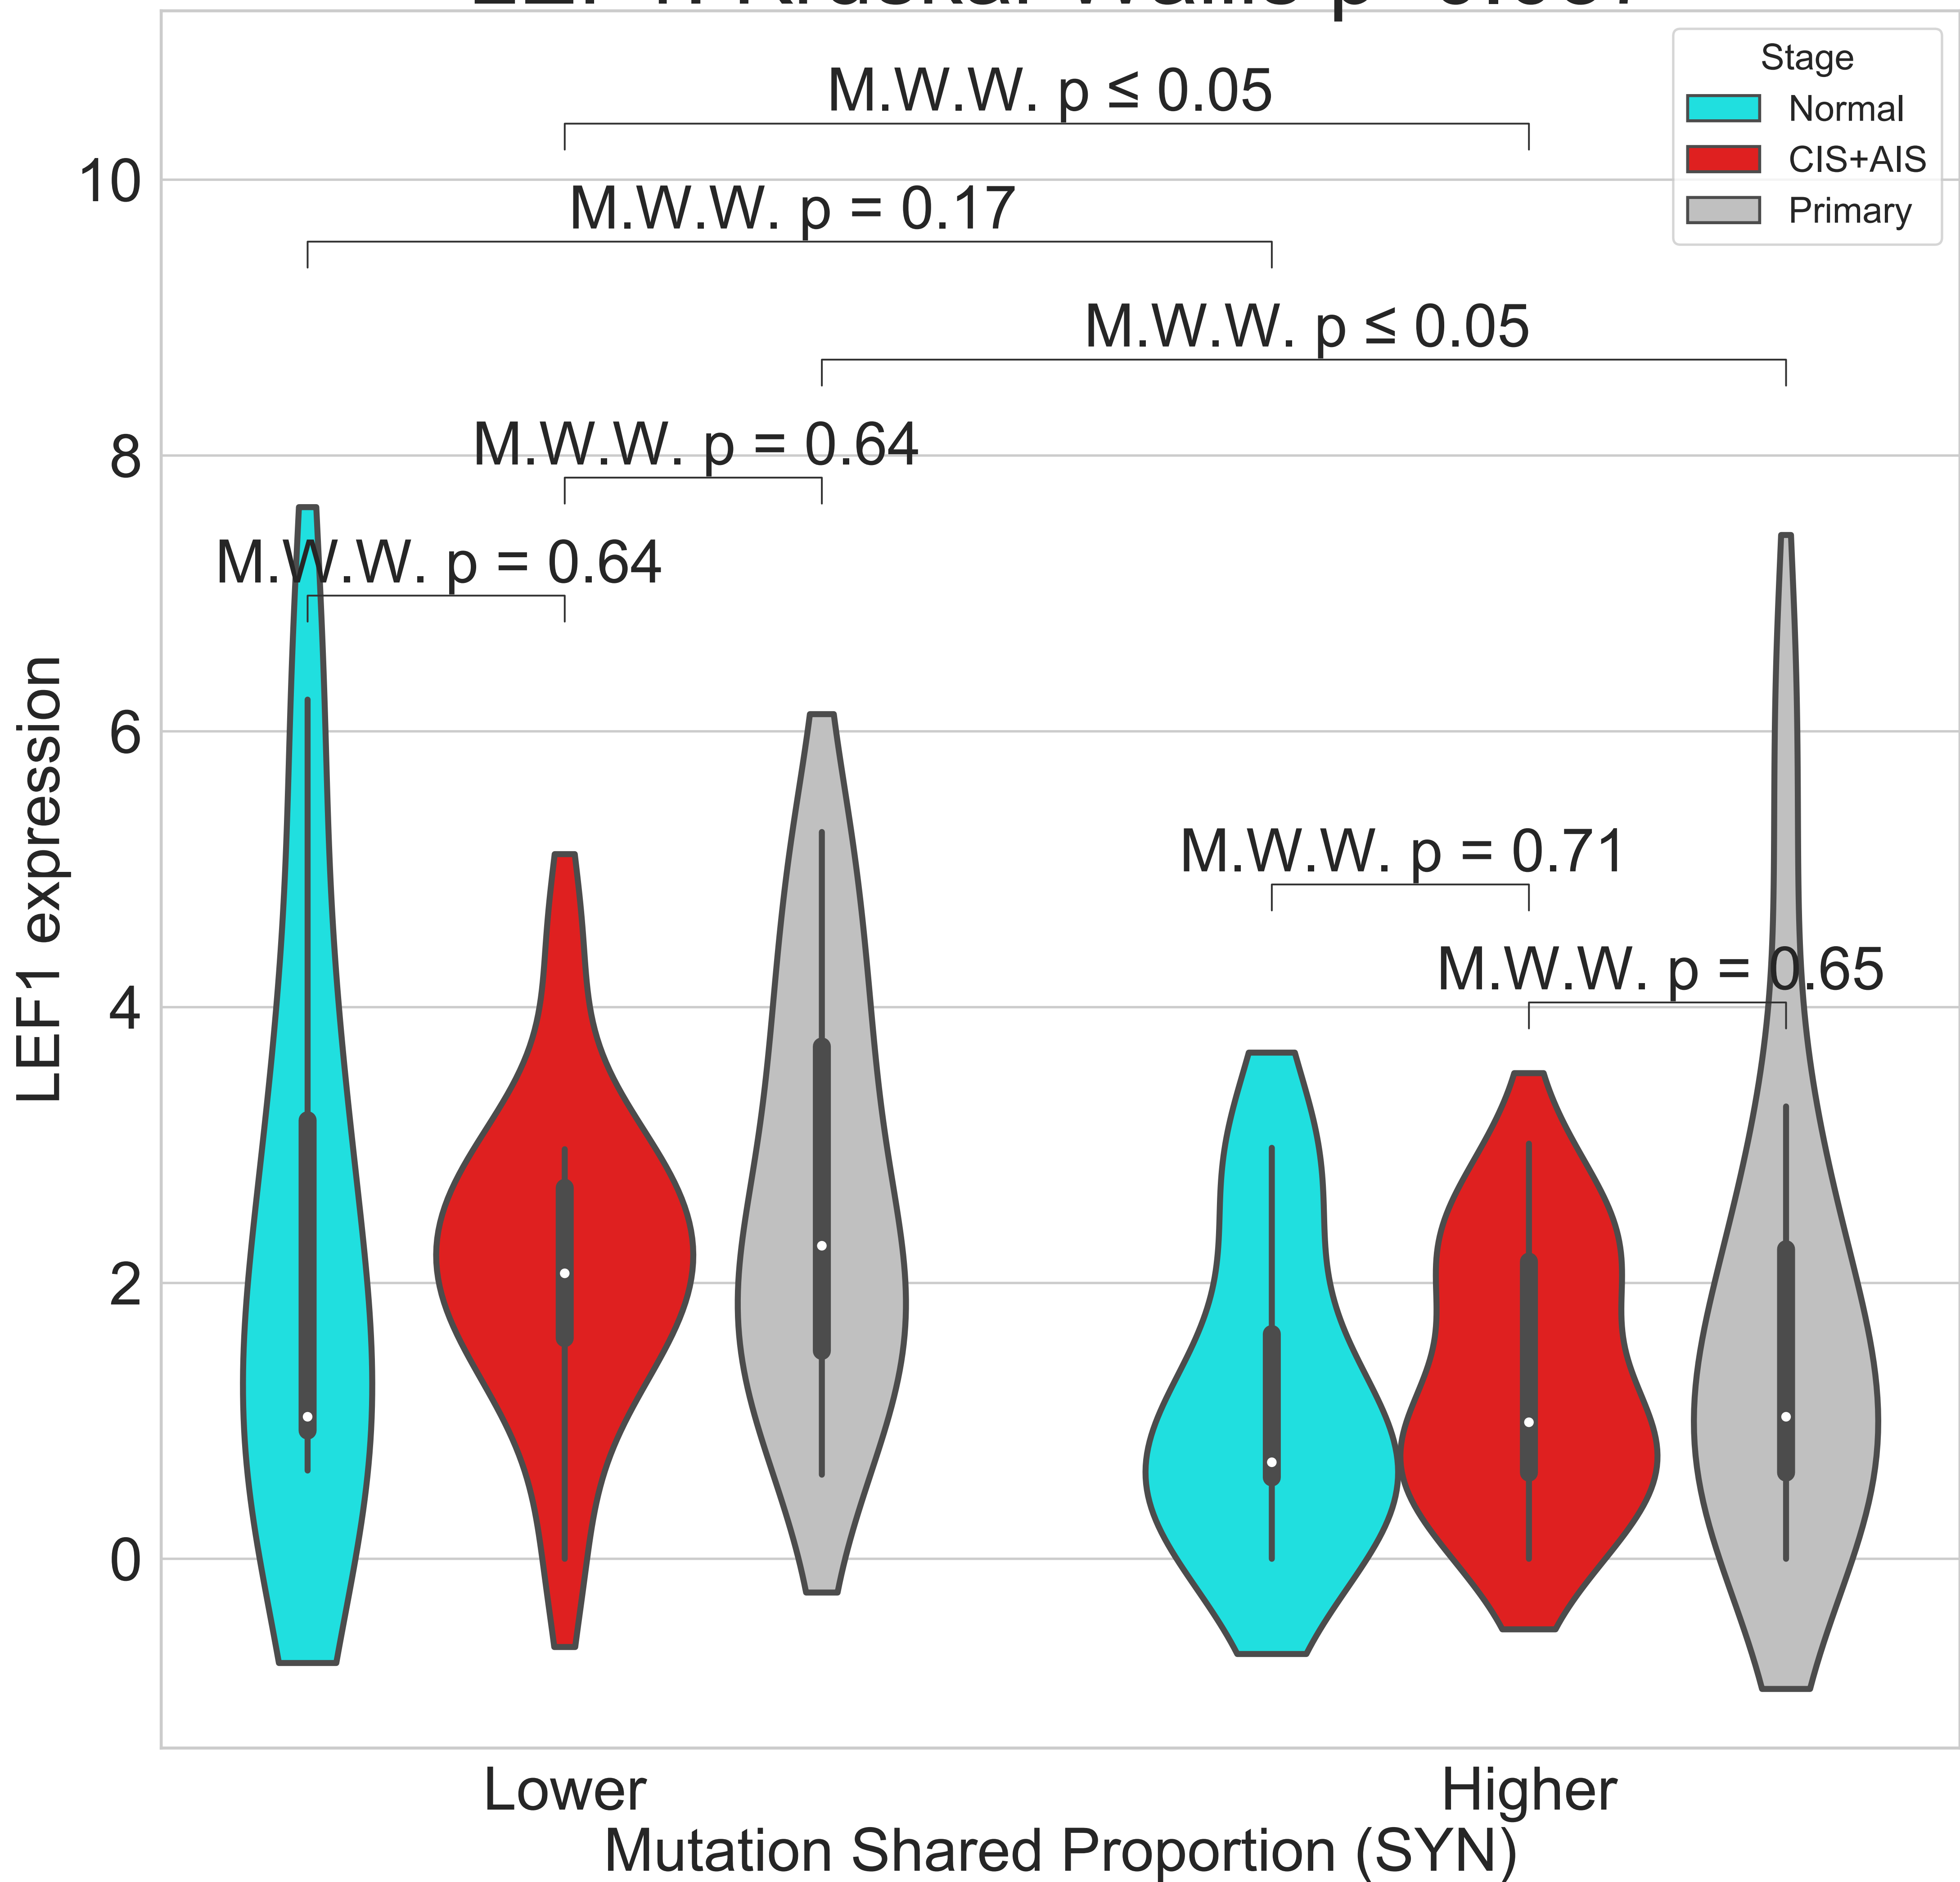 Stage
Normal
CIS+AIS
Primary
M.W.W. p ≤ 0.05
M.W.W. p = 0.17
M.W.W. p ≤ 0.05
M.W.W. p = 0.64
M.W.W. p = 0.64
M.W.W. p = 0.71
M.W.W. p = 0.65
10
8
6
4
2
0
LEF1 expression
Lower
Higher
Mutation Shared Proportion (SYN)